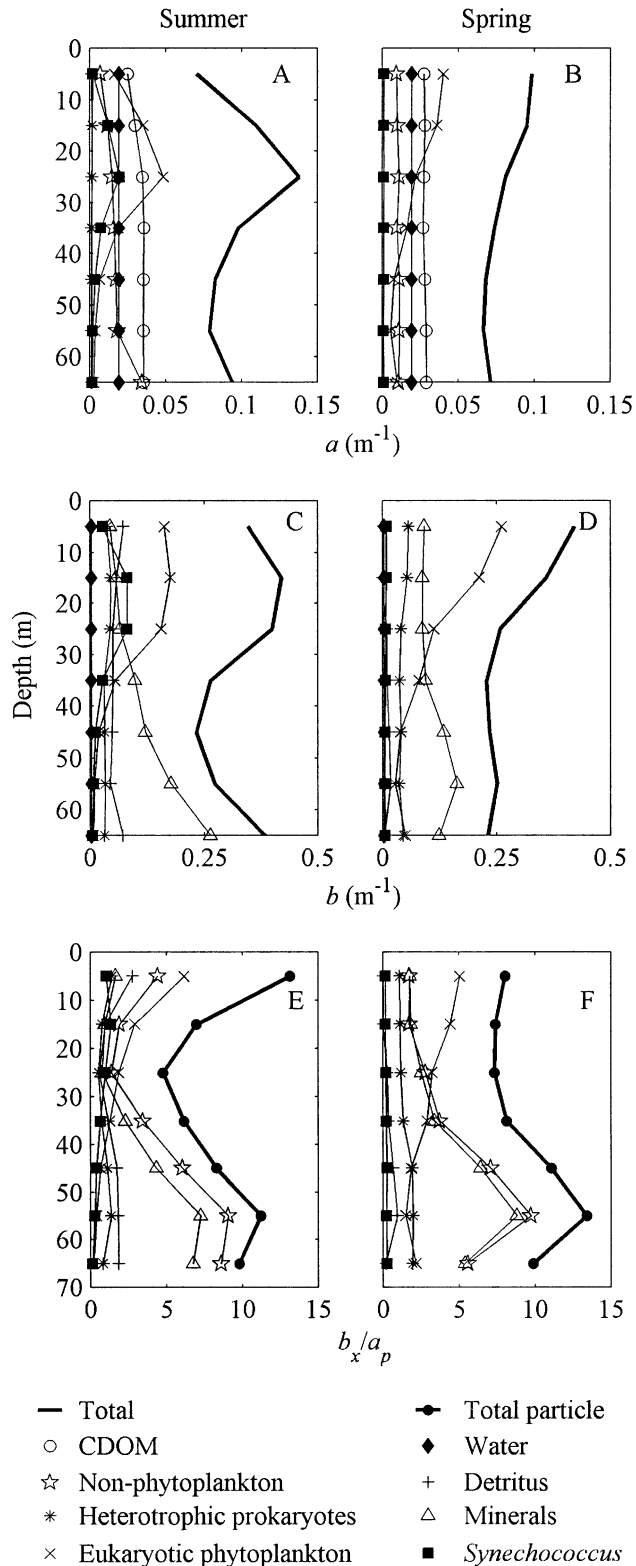 Summer Spring
0 10 20 30 40 50 60
A B
0 0.05 0.1 0.15 0 0.05 0.1 0.15
a (m⁻¹)
Depth (m)
0 10 20 30 40 50 60
C D
0 0.25 0.5 0 0.25 0.5
b (m⁻¹)
0 10 20 30 40 50 60 70
E F
0 5 10 15 0 5 10 15
bₓ/aₚ
Total Total particle
CDOM Water
Non-phytoplankton Detritus
Heterotrophic prokaryotes Minerals
Eukaryotic phytoplankton Synechococcus